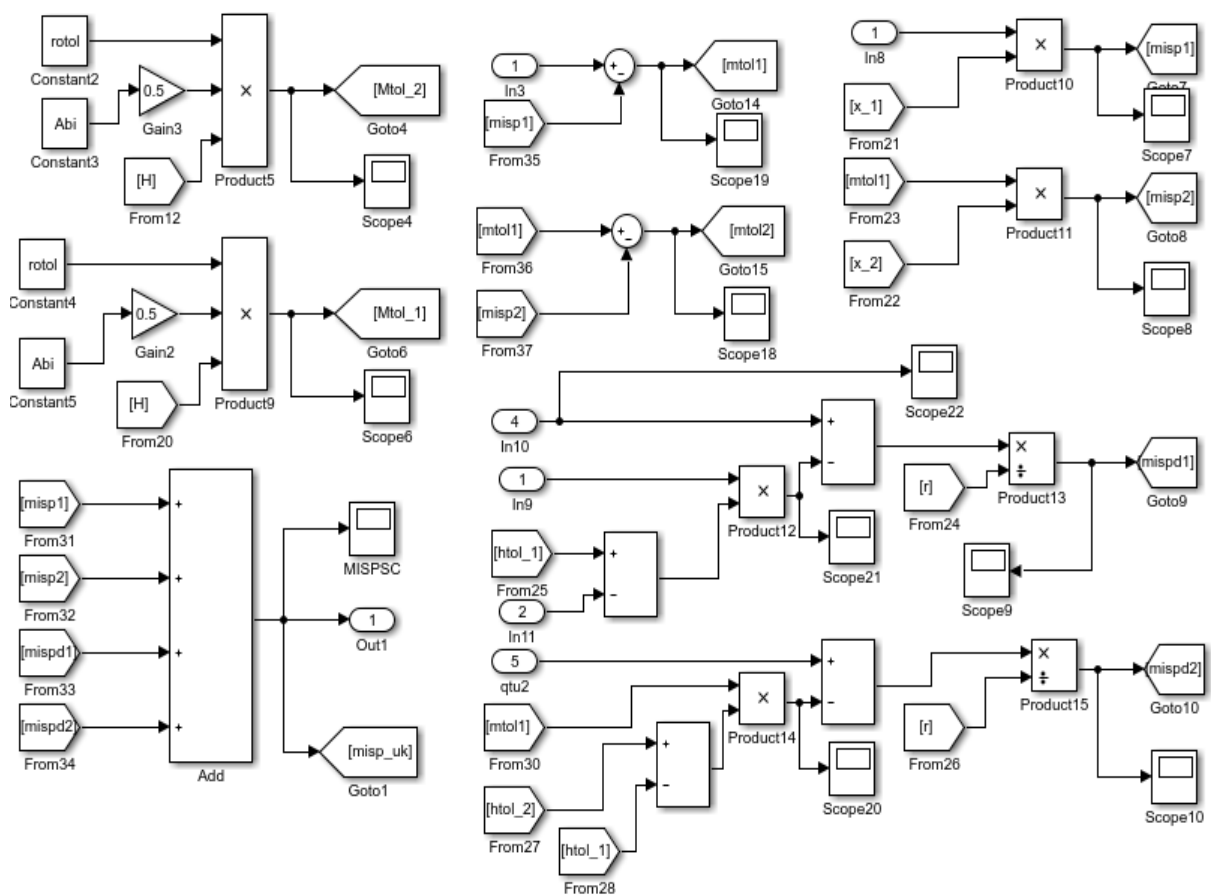 rotol
Constant2
0.5
Gain3
Abi
Constant3
[H]
From12
×
Product5
[Mtol_2]
Goto4
Scope4
rotol
Constant4
0.5
Gain2
Abi
Constant5
[H]
From20
×
Product9
[Mtol_1]
Goto6
Scope6
[misp1]
From31
[misp2]
From32
[mispd1]
From33
[mispd2]
From34
+
+
+
+
Add
MISPSC
1
Out1
[misp_uk]
Goto1
1
In3
[misp1]
From35
+
−
[mtol1]
Goto14
Scope19
[mtol1]
From36
[misp2]
From37
+
−
[mtol2]
Goto15
Scope18
1
In8
[x_1]
From21
×
Product10
[misp1]
Goto7
Scope7
[mtol1]
From23
[x_2]
From22
×
Product11
[misp2]
Goto8
Scope8
Scope22
4
In10
1
In9
[htol_1]
From25
2
In11
+
−
×
Product12
Scope21
+
−
[r]
From24
×
÷
Product13
[mispd1]
Goto9
Scope9
5
qtu2
[mtol1]
From30
[htol_2]
From27
[htol_1]
From28
+
−
×
Product14
Scope20
+
−
[r]
From26
×
÷
Product15
[mispd2]
Goto10
Scope10